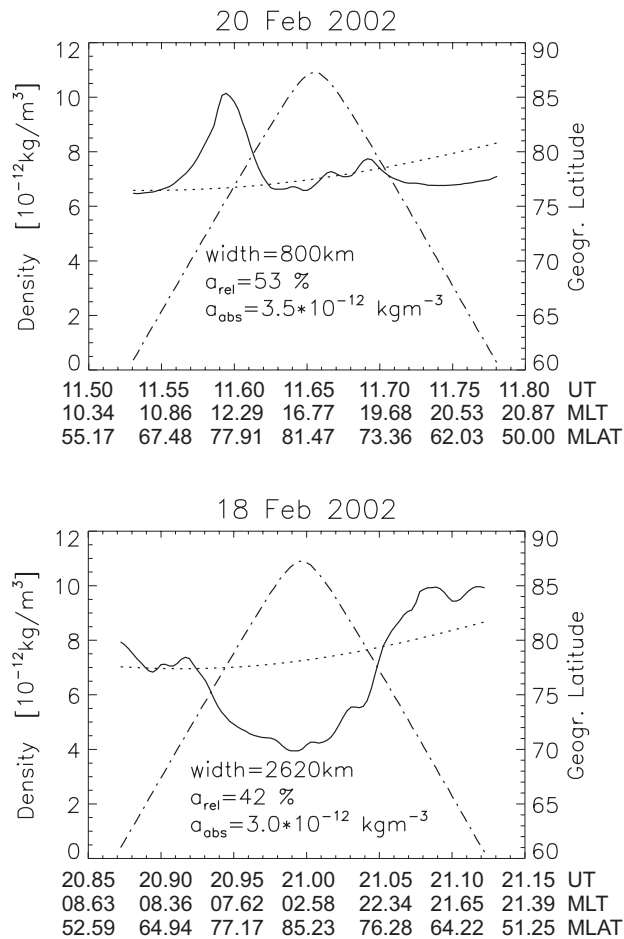 20 Feb 2002
Density [10⁻¹²kg/m³]
12
10
8
6
4
2
0
90
85
80
75
70
65
60
Geogr. Latitude
width=800km
a_rel=53 %
a_abs=3.5*10⁻¹² kgm⁻³
11.50 11.55 11.60 11.65 11.70 11.75 11.80 UT
10.34 10.86 12.29 16.77 19.68 20.53 20.87 MLT
55.17 67.48 77.91 81.47 73.36 62.03 50.00 MLAT
18 Feb 2002
Density [10⁻¹²kg/m³]
12
10
8
6
4
2
0
90
85
80
75
70
65
60
Geogr. Latitude
width=2620km
a_rel=42 %
a_abs=3.0*10⁻¹² kgm⁻³
20.85 20.90 20.95 21.00 21.05 21.10 21.15 UT
08.63 08.36 07.62 02.58 22.34 21.65 21.39 MLT
52.59 64.94 77.17 85.23 76.28 64.22 51.25 MLAT